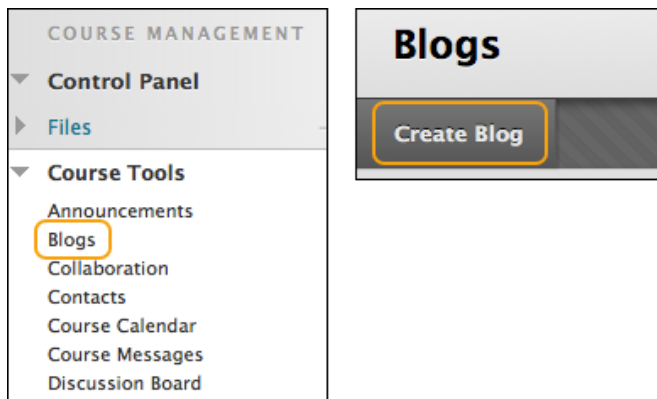 COURSE MANAGEMENT
Control Panel
Files
Course Tools
Announcements
Blogs
Collaboration
Contacts
Course Calendar
Course Messages
Discussion Board
Blogs
Create Blog